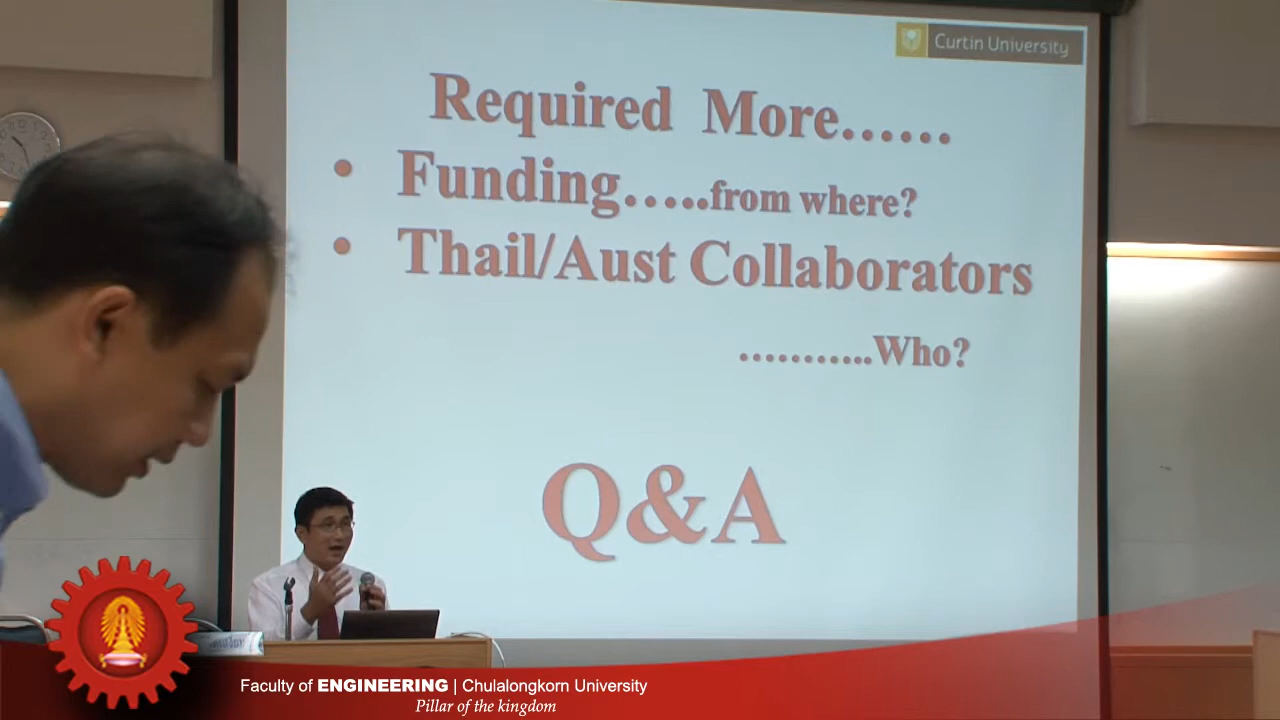 Curtin University
Required More......
• Funding.....from where?
• Thail/Aust Collaborators
...........Who?
Q&A
Faculty of ENGINEERING | Chulalongkorn University
Pillar of the kingdom